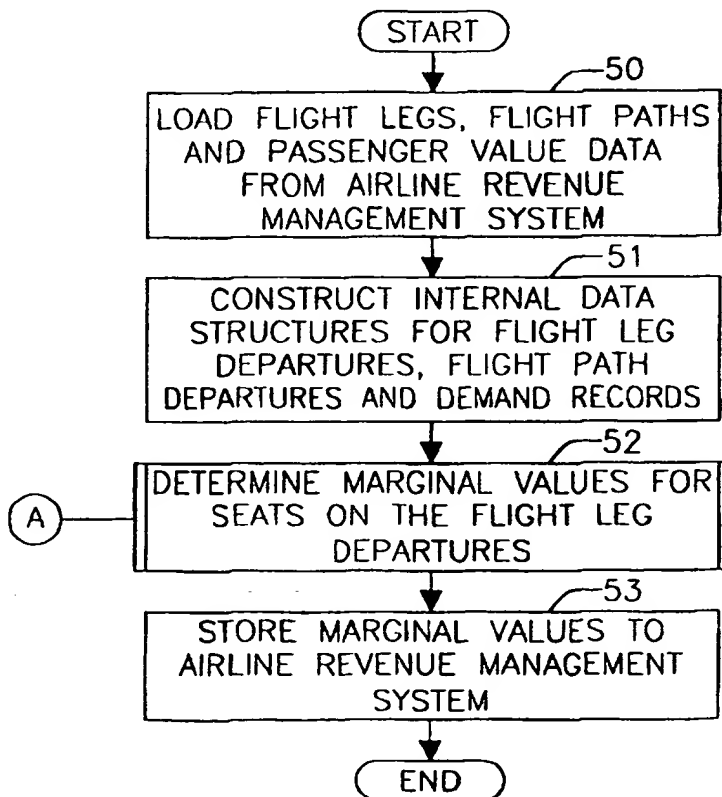 START
50
LOAD FLIGHT LEGS, FLIGHT PATHS
AND PASSENGER VALUE DATA
FROM AIRLINE REVENUE
MANAGEMENT SYSTEM
51
CONSTRUCT INTERNAL DATA
STRUCTURES FOR FLIGHT LEG
DEPARTURES, FLIGHT PATH
DEPARTURES AND DEMAND RECORDS
52
A
DETERMINE MARGINAL VALUES FOR
SEATS ON THE FLIGHT LEG
DEPARTURES
53
STORE MARGINAL VALUES TO
AIRLINE REVENUE MANAGEMENT
SYSTEM
END